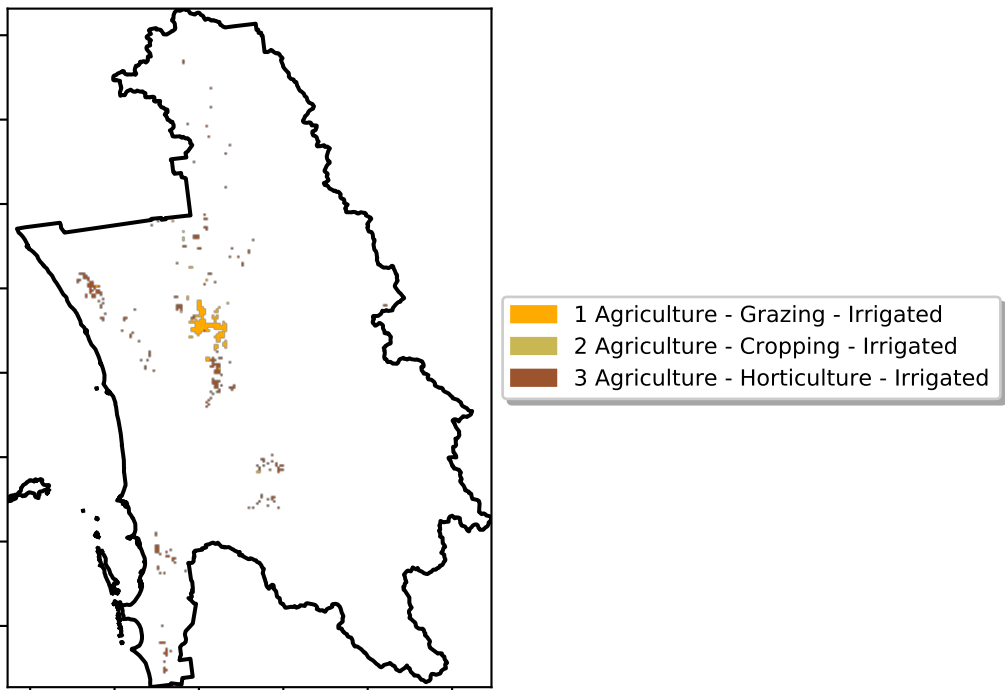 1 Agriculture - Grazing - Irrigated
2 Agriculture - Cropping - Irrigated
3 Agriculture - Horticulture - Irrigated